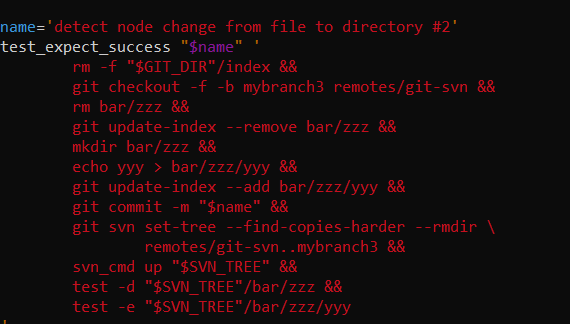 name='detect node change from file to directory #2'
test_expect_success "$name" '
rm -f "$GIT_DIR"/index &&
git checkout -f -b mybranch3 remotes/git-svn &&
rm bar/zzz &&
git update-index --remove bar/zzz &&
mkdir bar/zzz &&
echo yyy > bar/zzz/yyy &&
git update-index --add bar/zzz/yyy &&
git commit -m "$name" &&
git svn set-tree --find-copies-harder --rmdir \
remotes/git-svn..mybranch3 &&
svn_cmd up "$SVN_TREE" &&
test -d "$SVN_TREE"/bar/zzz &&
test -e "$SVN_TREE"/bar/zzz/yyy
'